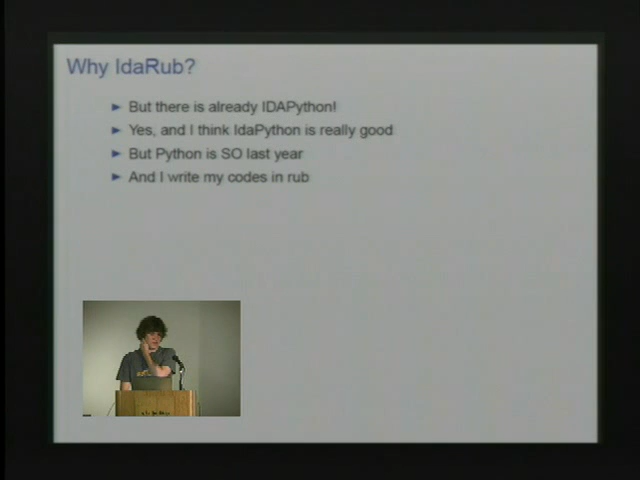 Why IdaRub?
But there is already IDAPython!
Yes, and I think IdaPython is really good
But Python is SO last year
And I write my codes in rub